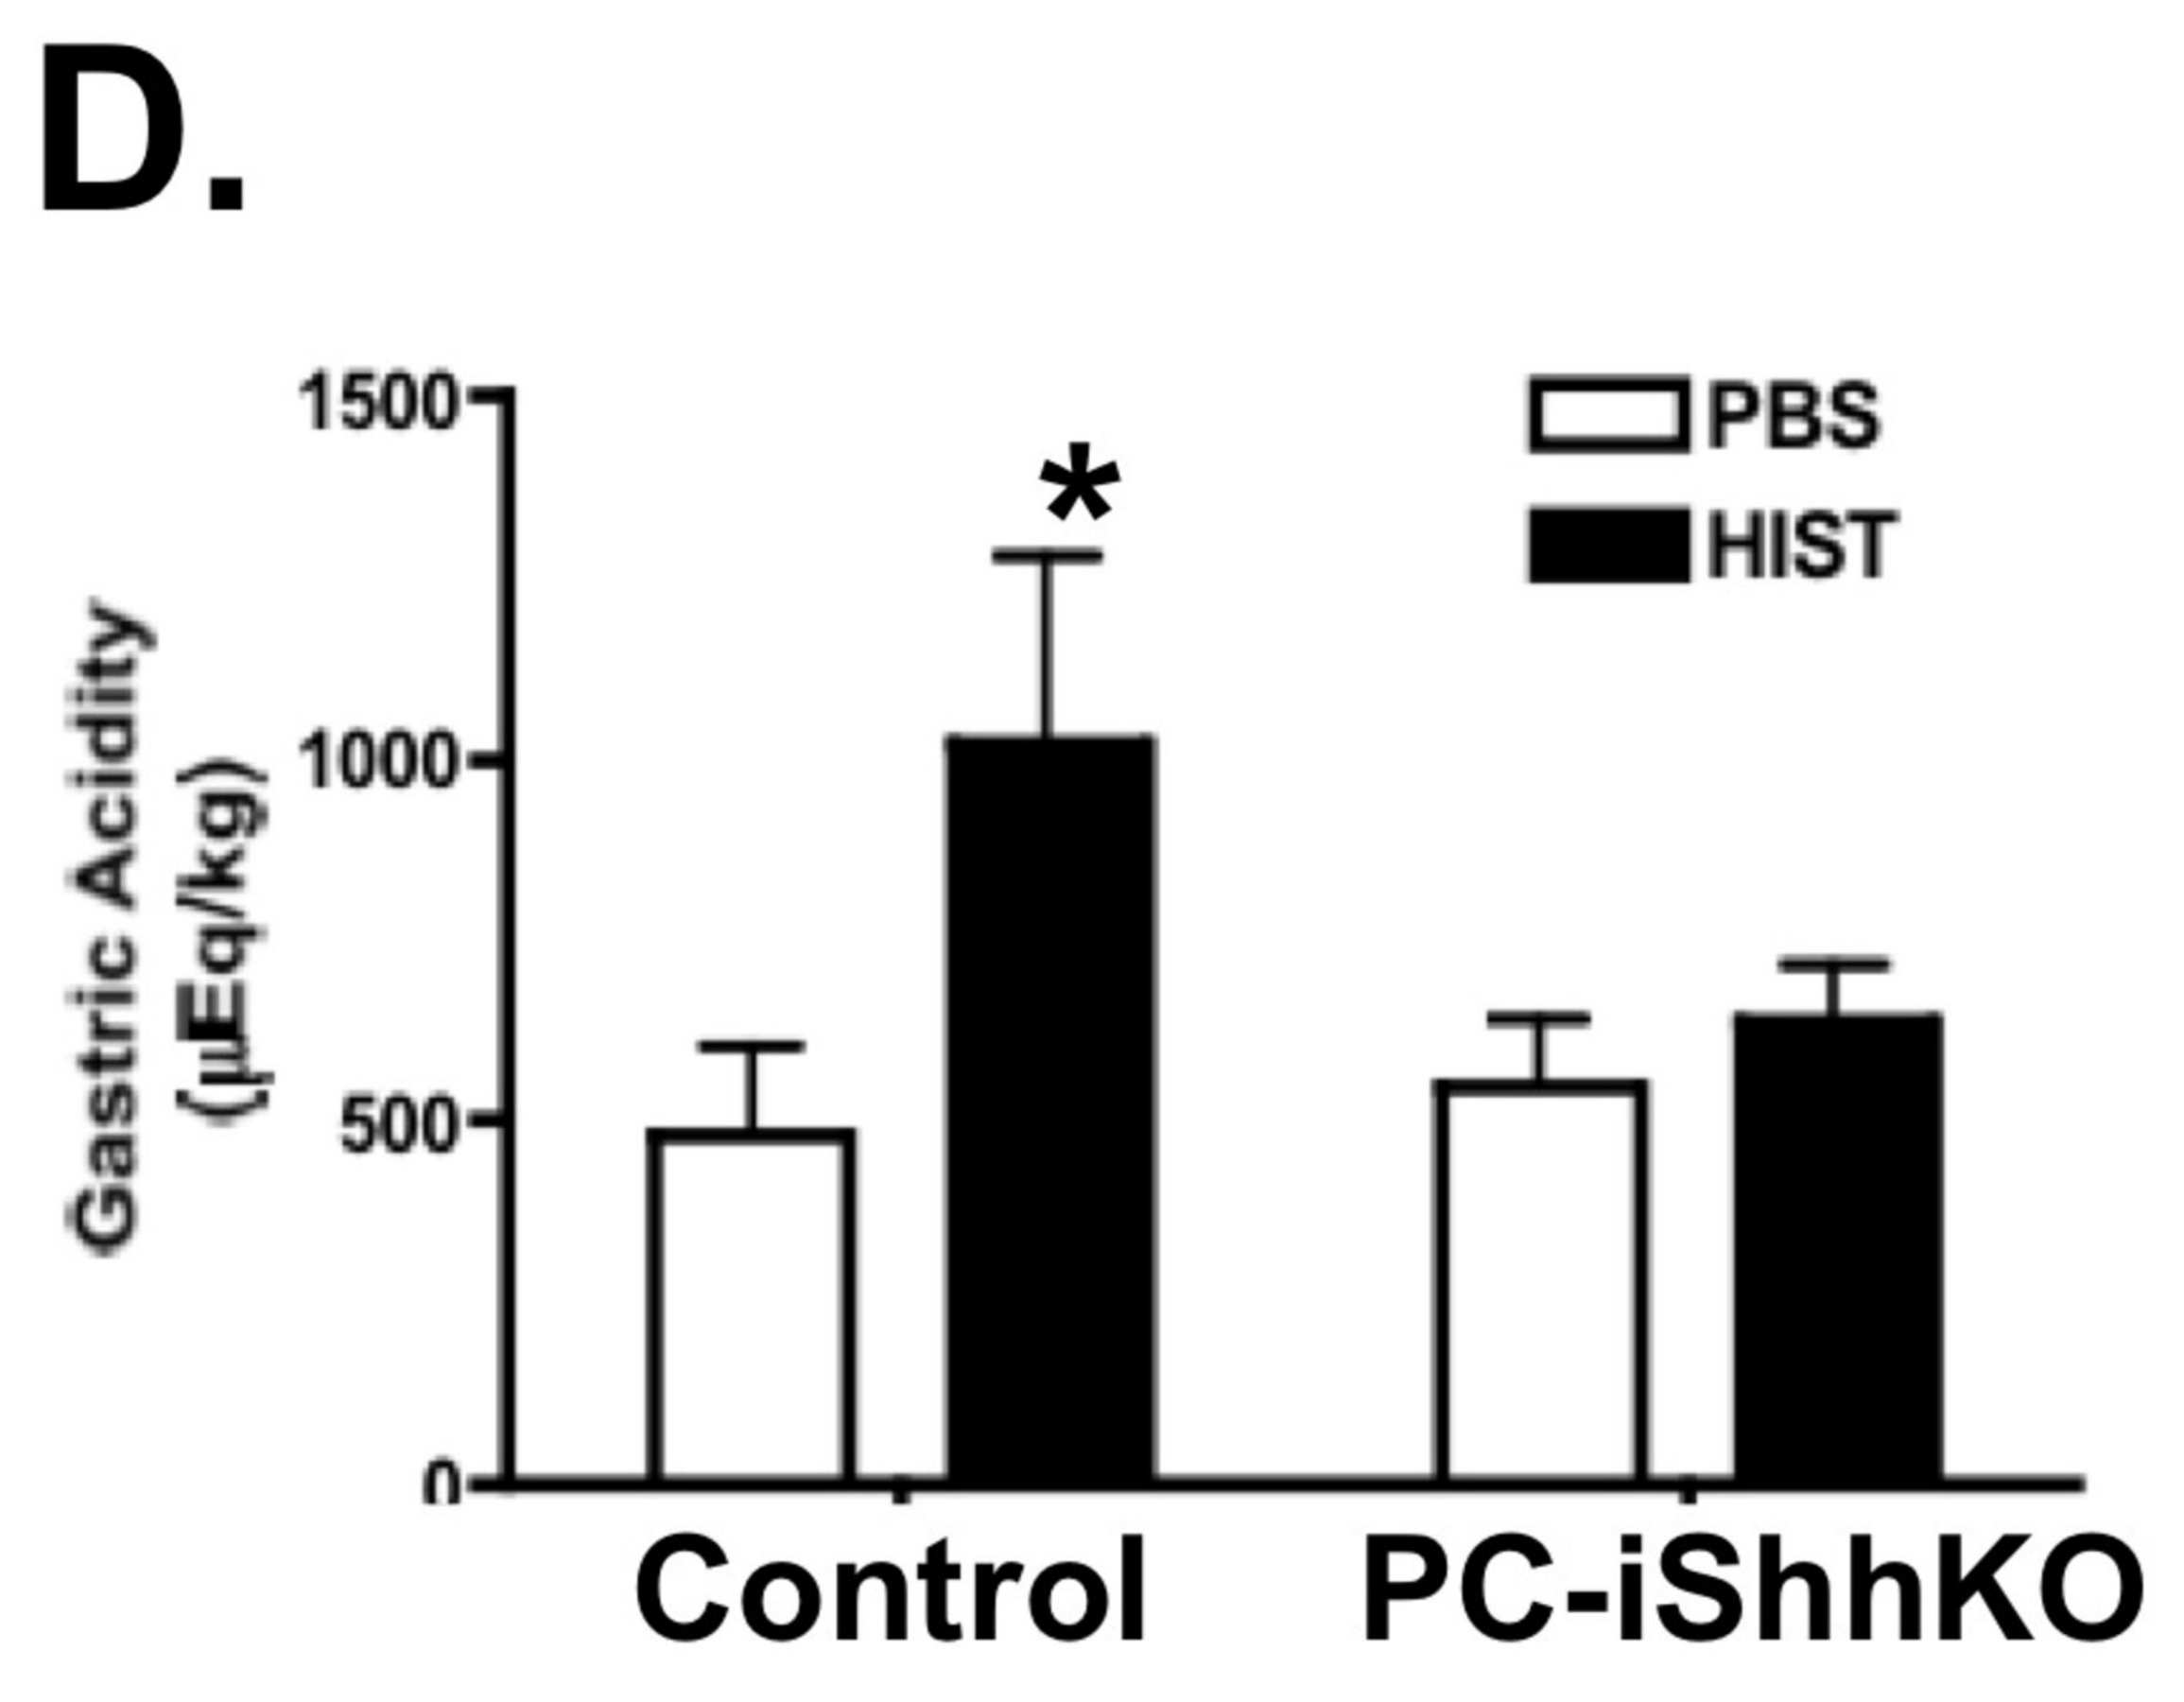 D.
1500
1000
500
0
Gastric Acidity
(µEq/kg)
*
PBS
HIST
Control
PC-iShhKO